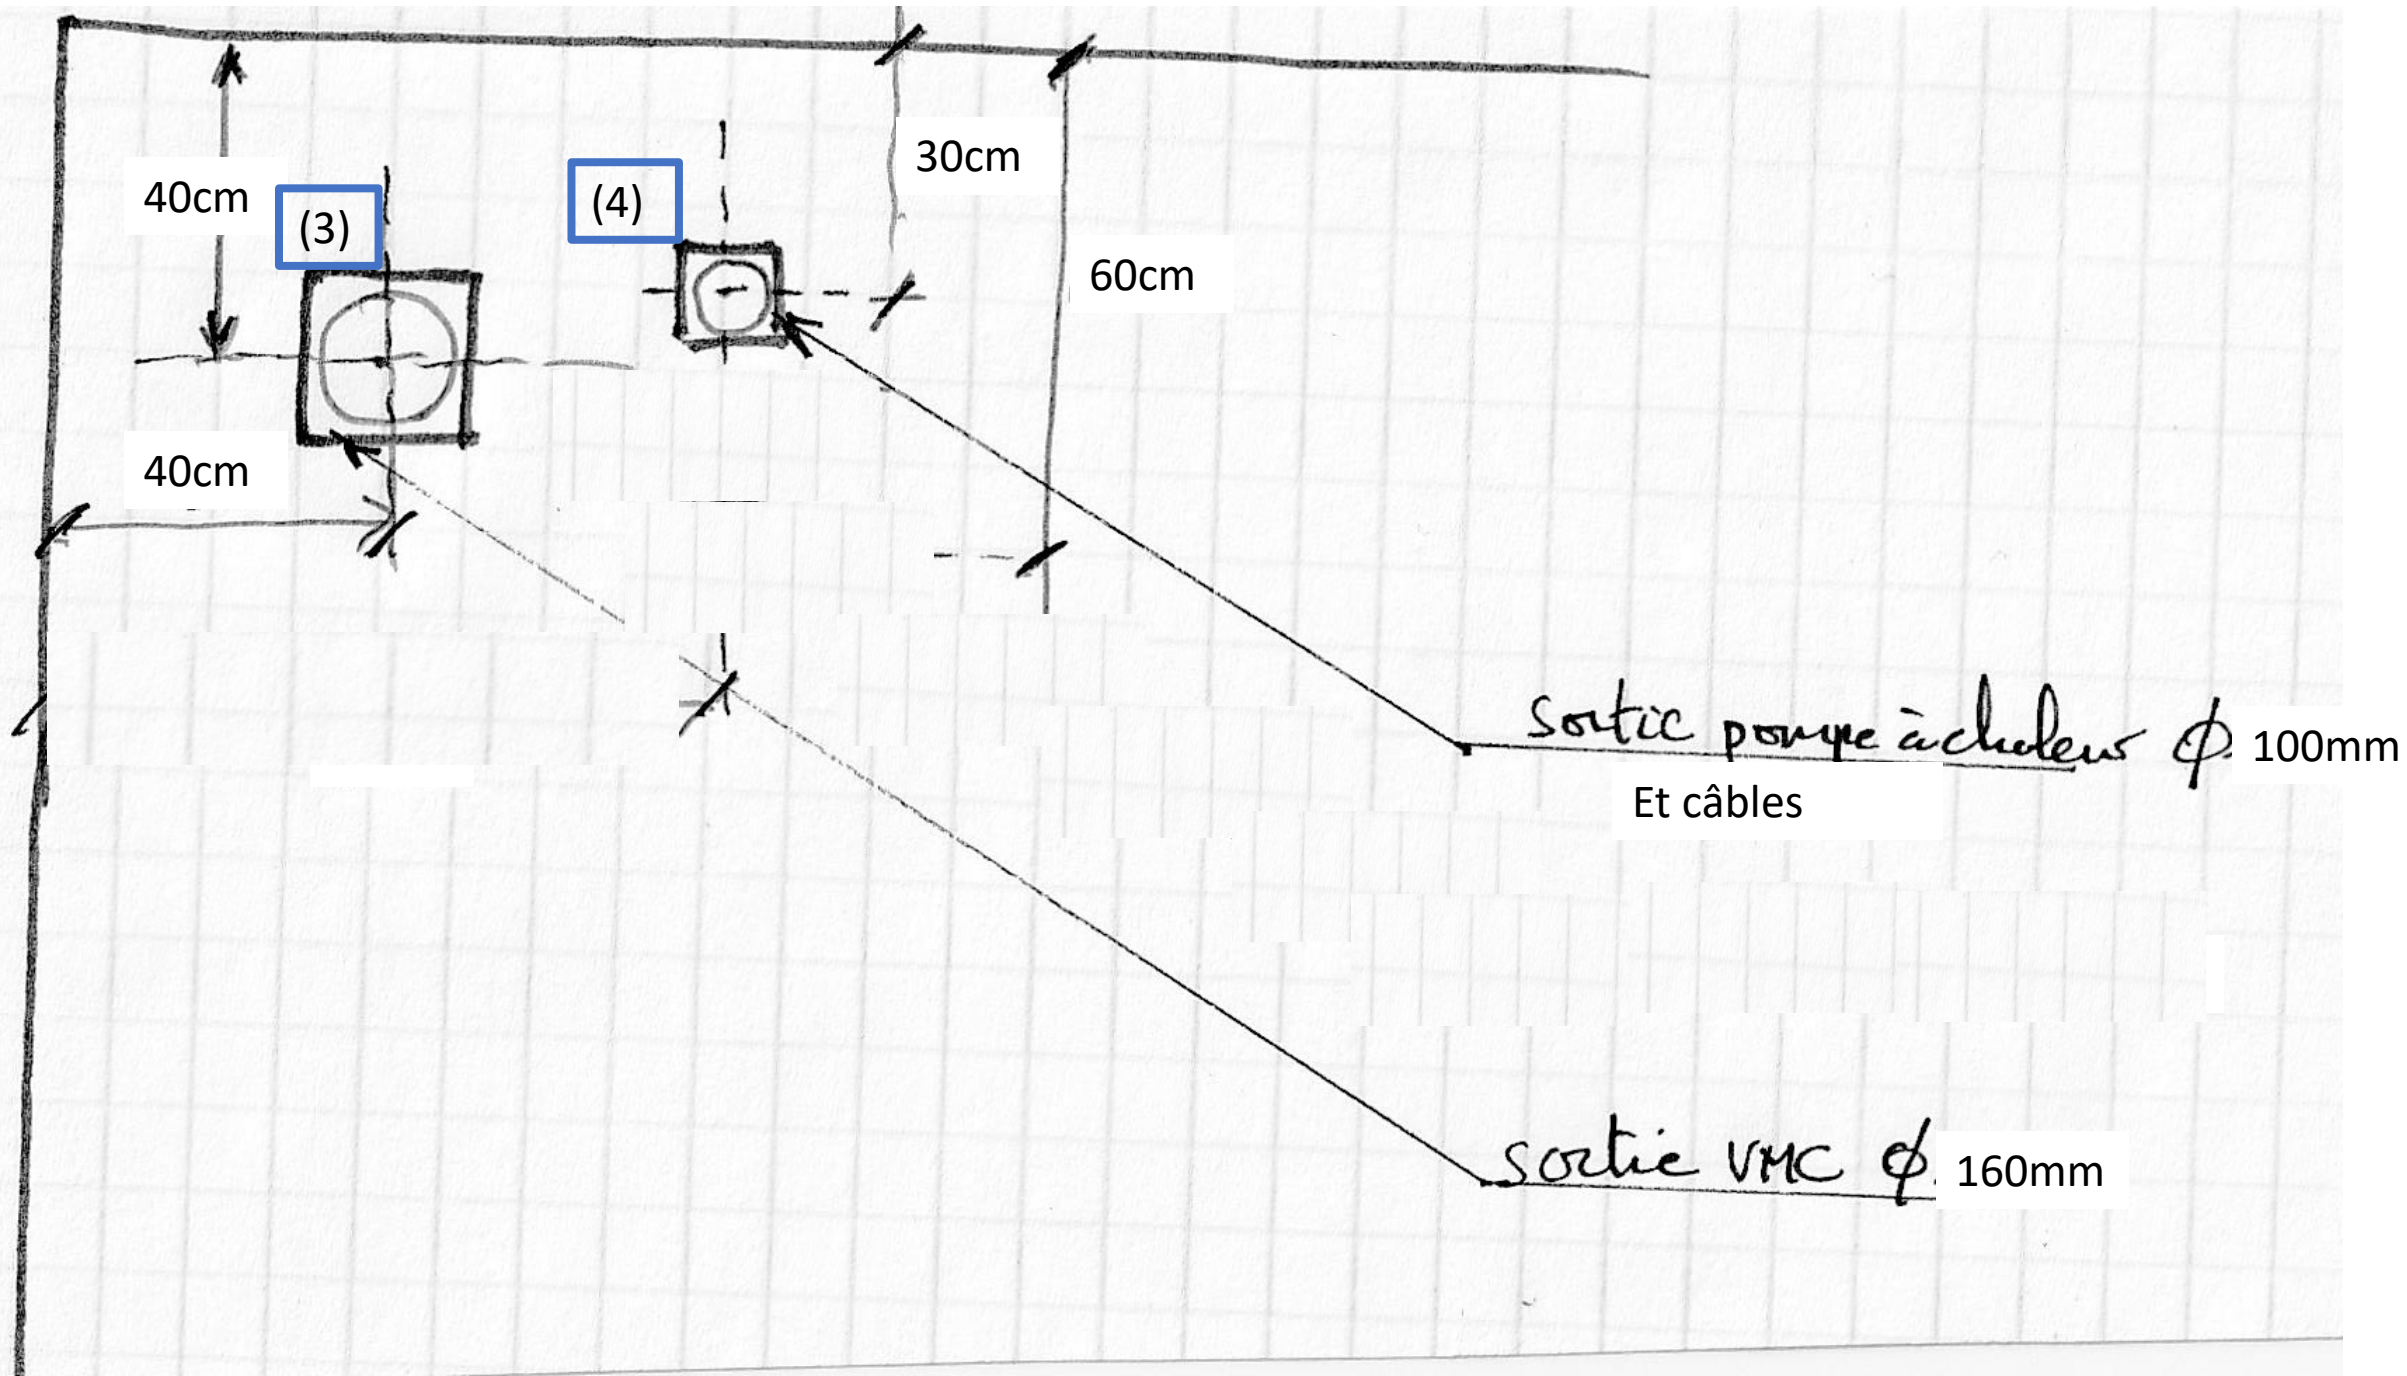 30cm
40cm
(3)
(4)
60cm
40cm
sortie pompe à chaleur ϕ 100mm
Et câbles
sortie VMC ϕ 160mm